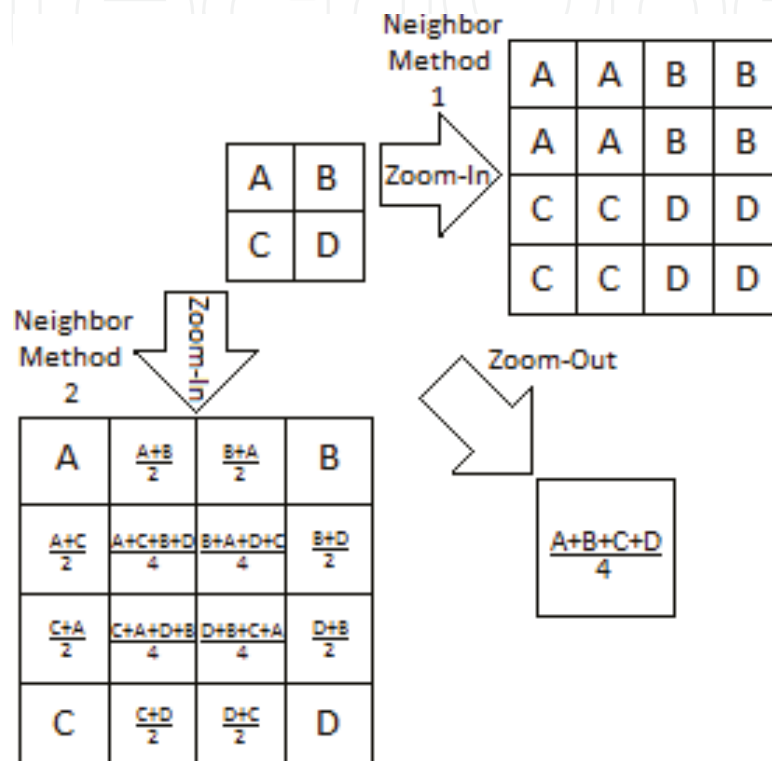 Neighbor
Method
1
A A B B
A A B B
C C D D
C C D D
Zoom-In
A B
C D
Zoom-In
Neighbor
Method
2
Zoom-Out
A A+B/2 B+A/2 B
A+C/2 A+C+B+D/4 B+A+D+C/4 B+D/2
C+A/2 C+A+D+B/4 D+B+C+A/4 D+B/2
C C+D/2 D+C/2 D
A+B+C+D
4